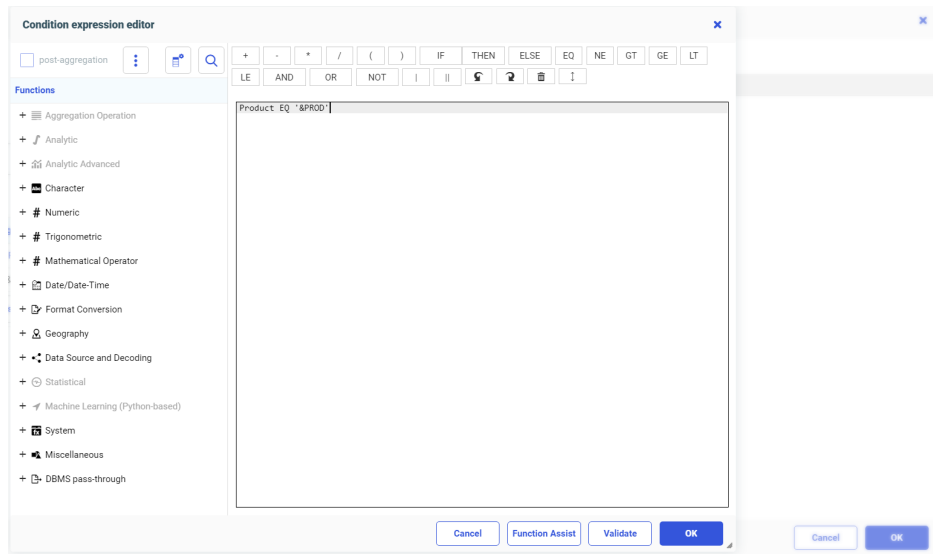 Condition expression editor
post-aggregation
+ - * / ( ) IF THEN ELSE EQ NE GT GE LT
LE AND OR NOT | ||
Functions
+ Aggregation Operation
+ Analytic
+ Analytic Advanced
+ Abc Character
+ # Numeric
+ # Trigonometric
+ # Mathematical Operator
+ Date/Date-Time
+ Format Conversion
+ Geography
+ Data Source and Decoding
+ Statistical
+ Machine Learning (Python-based)
+ fx System
+ Miscellaneous
+ DBMS pass-through
Product EQ '&PROD'
Cancel Function Assist Validate OK
Cancel OK